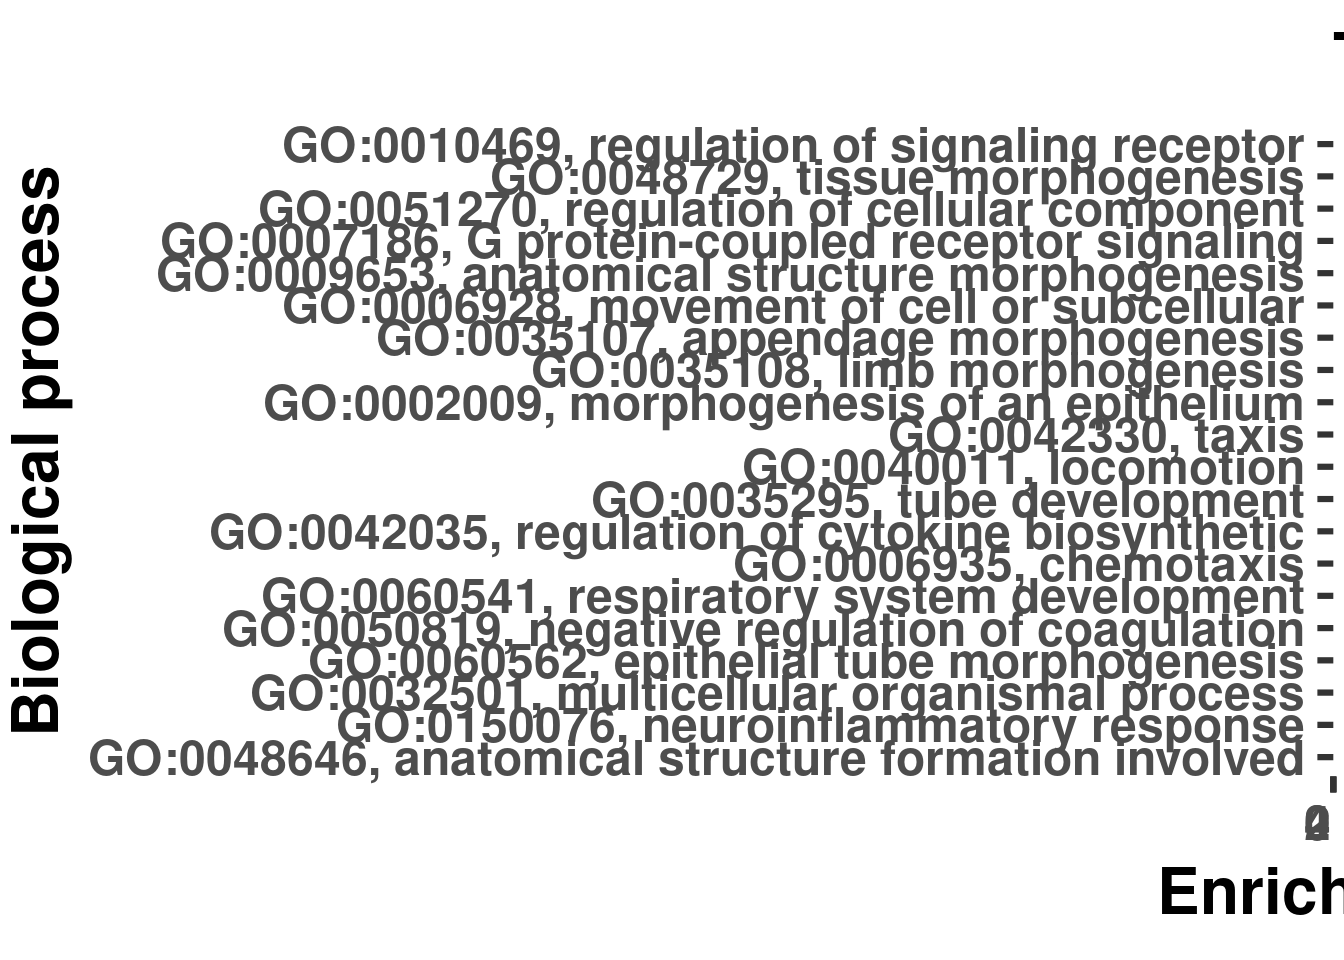 Biological process
GO:0010469, regulation of signaling receptor
GO:0048729, tissue morphogenesis
GO:0051270, regulation of cellular component
GO:0007186, G protein-coupled receptor signaling
GO:0009653, anatomical structure morphogenesis
GO:0006928, movement of cell or subcellular
GO:0035107, appendage morphogenesis
GO:0035108, limb morphogenesis
GO:0002009, morphogenesis of an epithelium
GO:0042330, taxis
GO:0040011, locomotion
GO:0035295, tube development
GO:0042035, regulation of cytokine biosynthetic
GO:0006935, chemotaxis
GO:0060541, respiratory system development
GO:0050819, negative regulation of coagulation
GO:0060562, epithelial tube morphogenesis
GO:0032501, multicellular organismal process
GO:0150076, neuroinflammatory response
GO:0048646, anatomical structure formation involved
Enrich